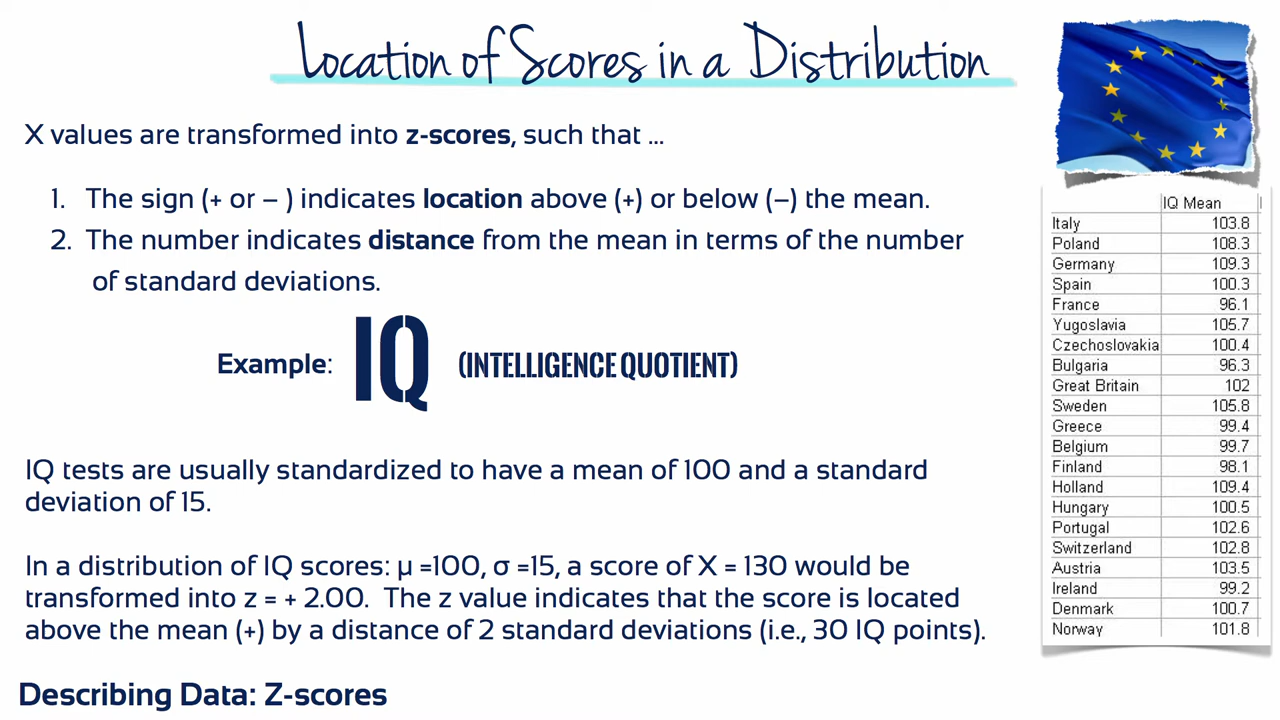 Location of Scores in a Distribution
X values are transformed into z-scores, such that ...
1. The sign (+ or – ) indicates location above (+) or below (–) the mean.
2. The number indicates distance from the mean in terms of the number
of standard deviations.
Example: IQ (INTELLIGENCE QUOTIENT)
IQ tests are usually standardized to have a mean of 100 and a standard
deviation of 15.
In a distribution of IQ scores: μ =100, σ =15, a score of X = 130 would be
transformed into z = + 2.00. The z value indicates that the score is located
above the mean (+) by a distance of 2 standard deviations (i.e., 30 IQ points).
Describing Data: Z-scores
IQ Mean
Italy 103.8
Poland 108.3
Germany 109.3
Spain 100.3
France 96.1
Yugoslavia 105.7
Czechoslovakia 100.4
Bulgaria 96.3
Great Britain 102
Sweden 105.8
Greece 99.4
Belgium 99.7
Finland 98.1
Holland 109.4
Hungary 100.5
Portugal 102.6
Switzerland 102.8
Austria 103.5
Ireland 99.2
Denmark 100.7
Norway 101.8